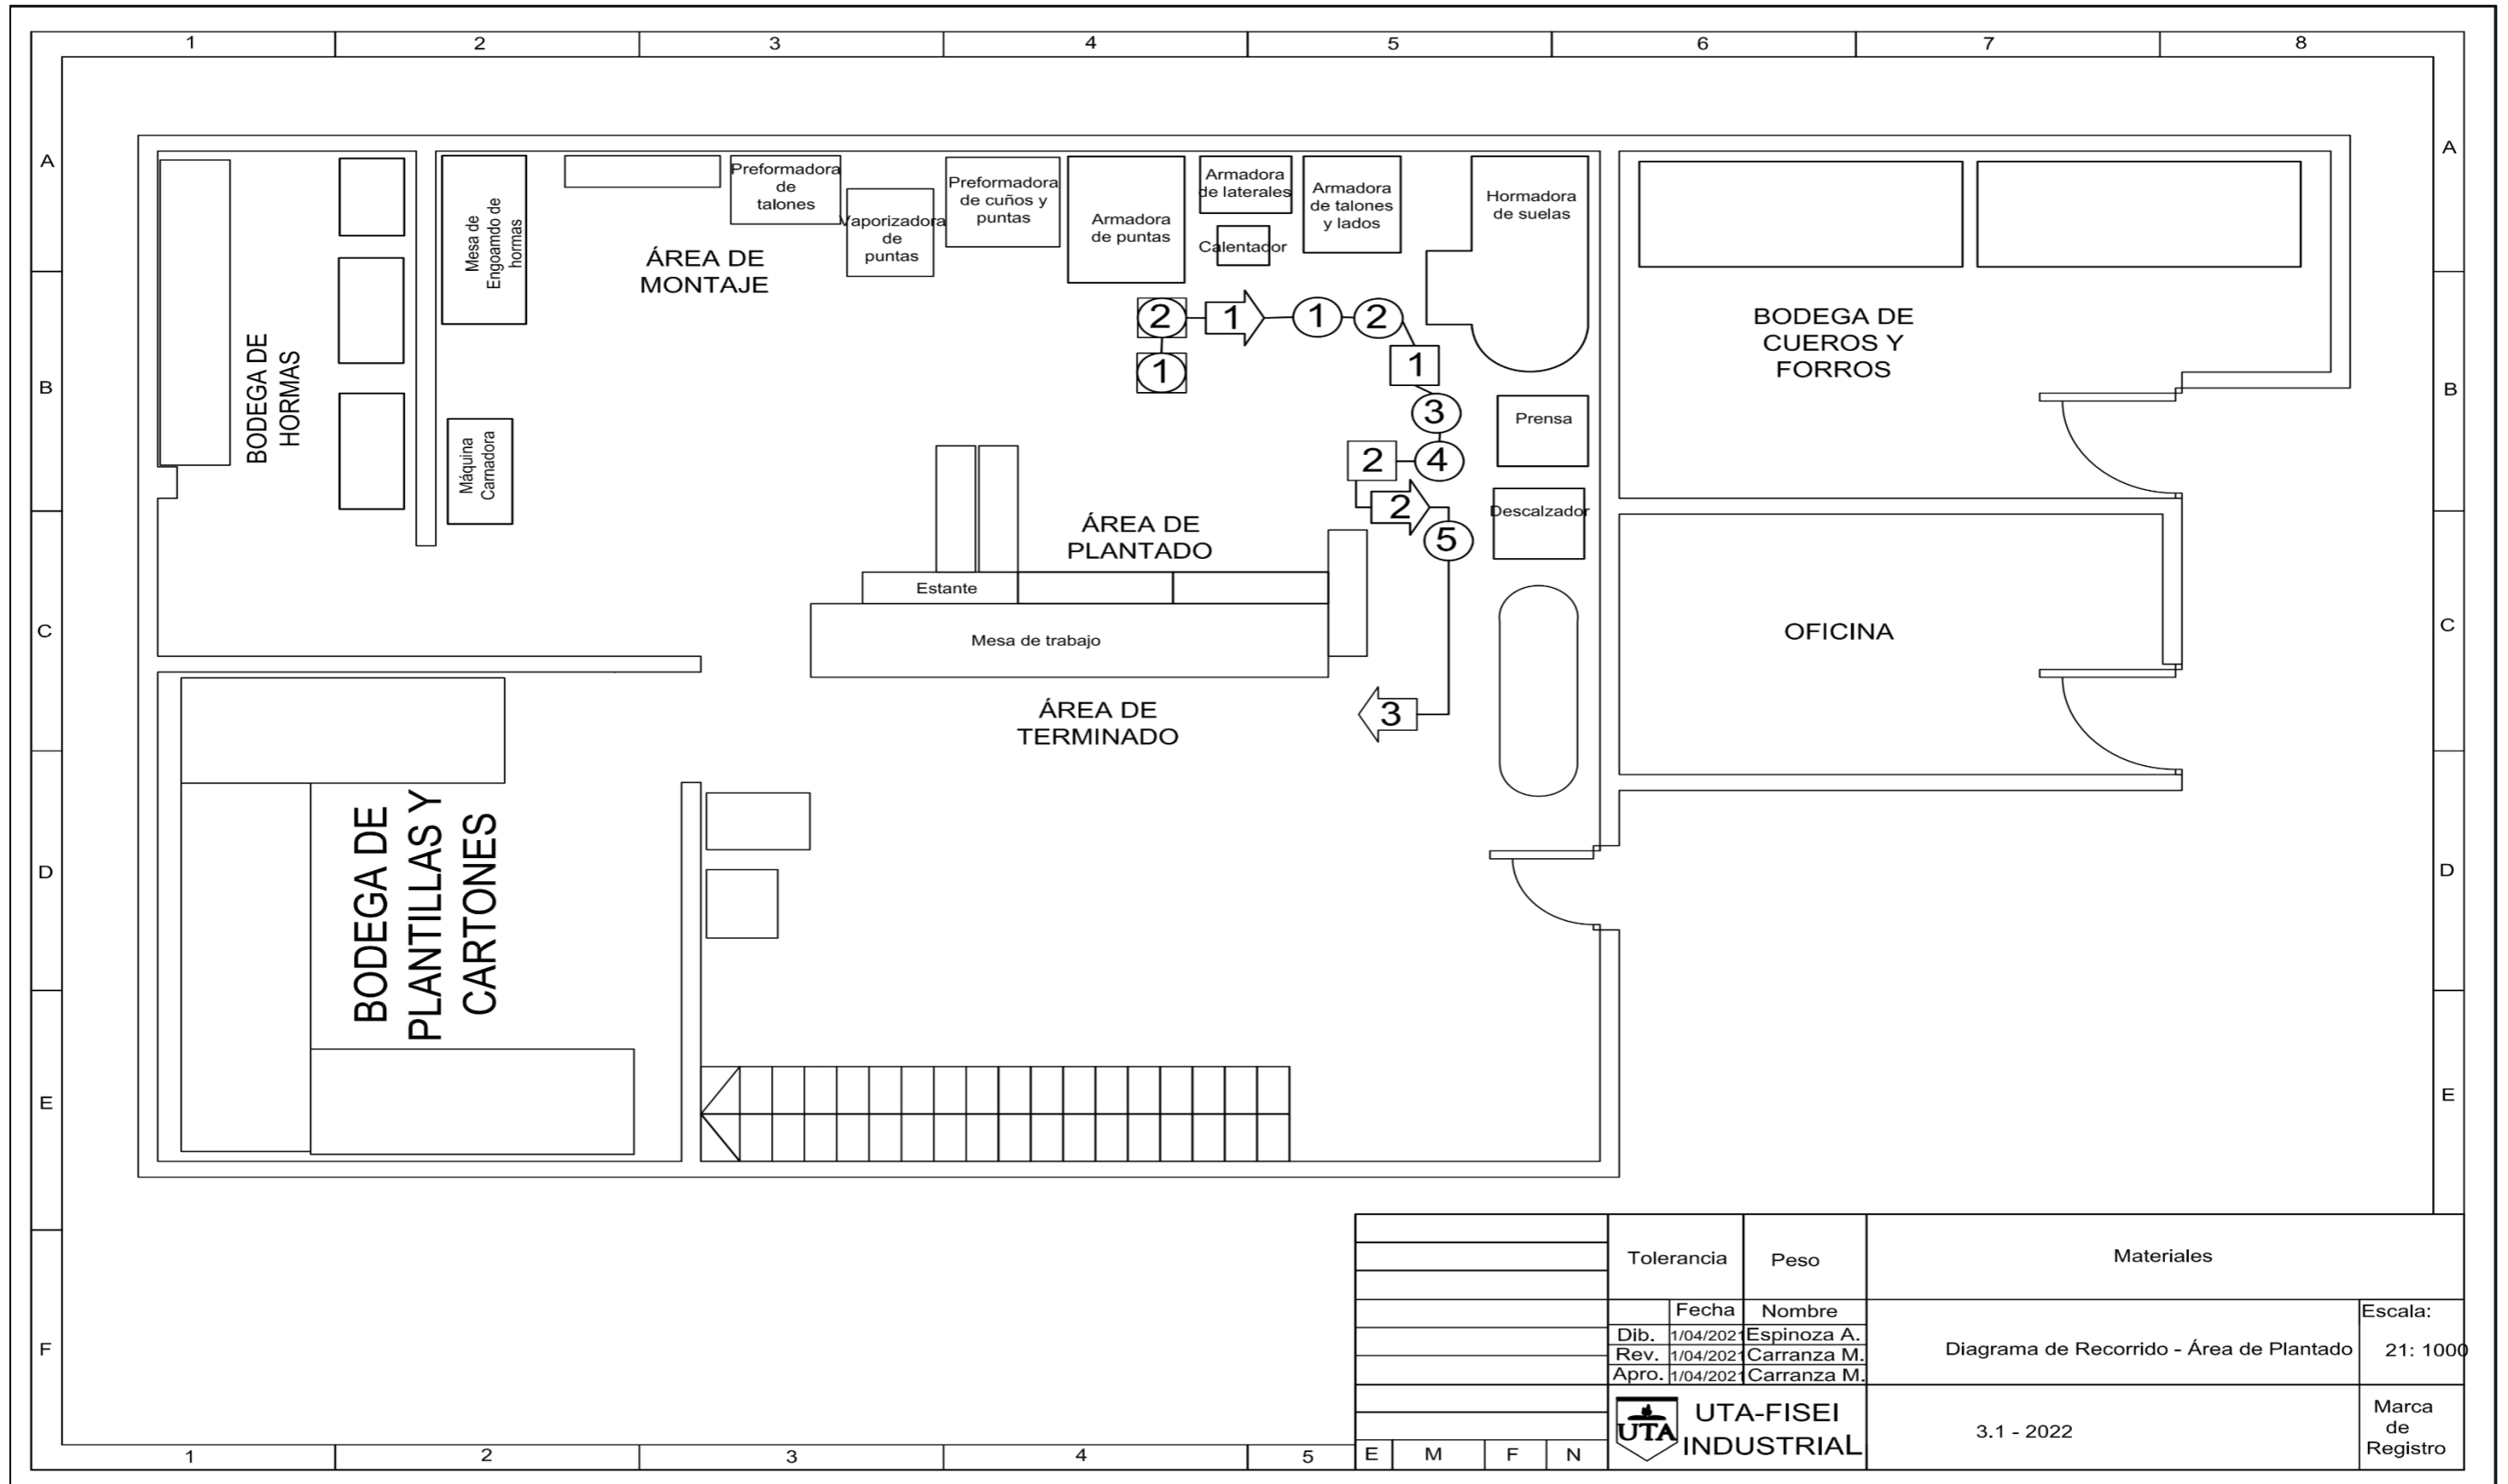 1 2 3 4 5 6 7 8
A
B
C
D
E
F
A
B
C
D
E
BODEGA DE
HORMAS
Mesa de
Engoamdo de
hormas
Máquina
Carnadora
ÁREA DE
MONTAJE
Preformadora
de
talones
Vaporizadora
de
puntas
Preformadora
de cuños y
puntas
Armadora
de puntas
Armadora
de laterales
Calentador
Armadora
de talones
y lados
Hormadora
de suelas
2 1 1 2
1
1
3
2 4
2
5
3
Prensa
Descalzador
BODEGA DE
CUEROS Y
FORROS
ÁREA DE
PLANTADO
Estante
Mesa de trabajo
ÁREA DE
TERMINADO
OFICINA
BODEGA DE
PLANTILLAS Y
CARTONES
Tolerancia Peso Materiales
Fecha Nombre
Dib. 1/04/2021 Espinoza A.
Rev. 1/04/2021 Carranza M.
Apro. 1/04/2021 Carranza M.
Diagrama de Recorrido - Área de Plantado
Escala:
21: 1000
UTA
UTA-FISEI
INDUSTRIAL
3.1 - 2022
Marca
de
Registro
E M F N
1 2 3 4 5